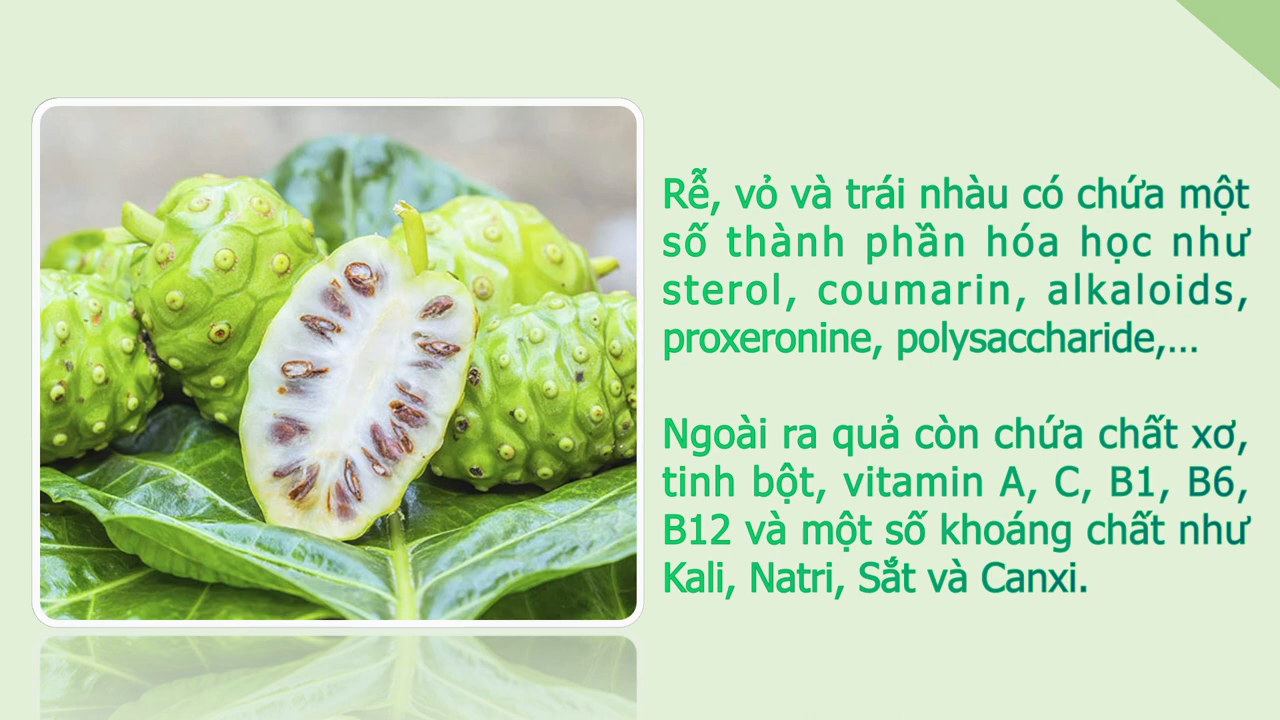 Rễ, vỏ và trái nhàu có chứa một
số thành phần hóa học như
sterol, coumarin, alkaloids,
proxeronine, polysaccharide,...
Ngoài ra quả còn chứa chất xơ,
tinh bột, vitamin A, C, B1, B6,
B12 và một số khoáng chất như
Kali, Natri, Sắt và Canxi.